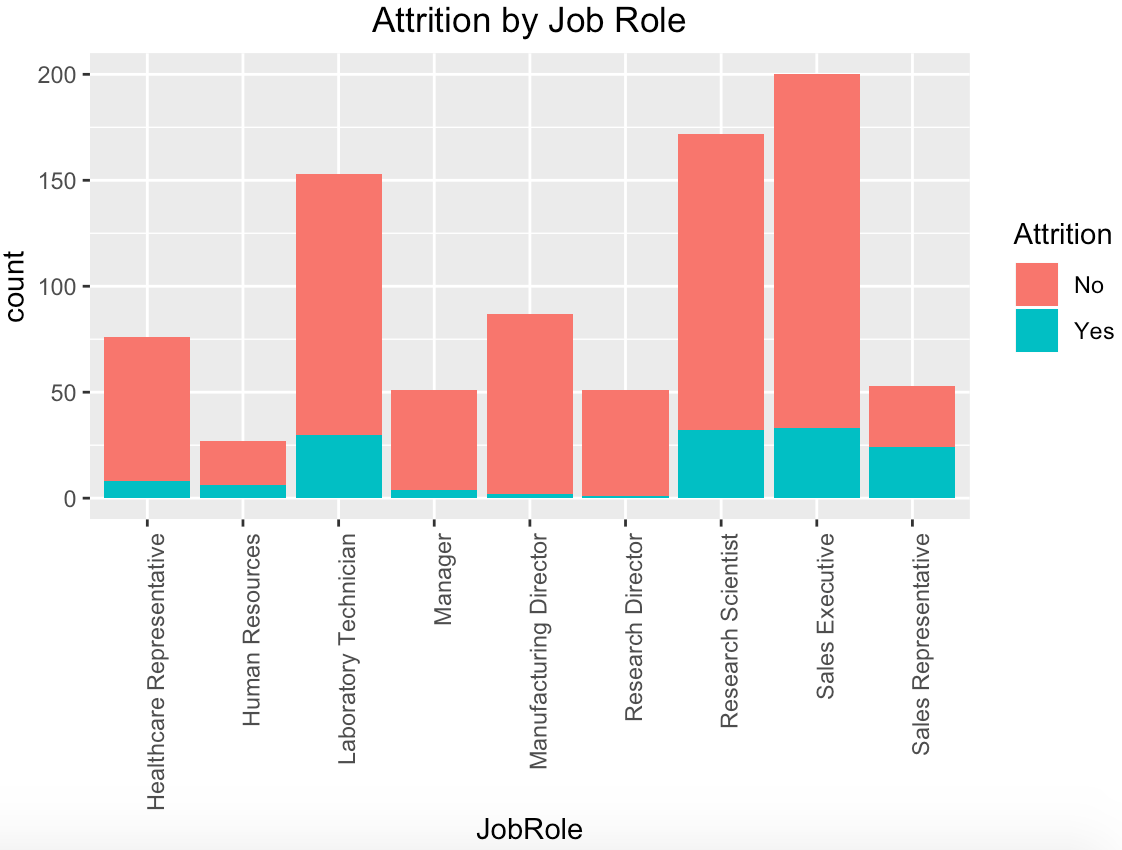 Attrition by Job Role
count
200
150
100
50
0
Healthcare Representative
Human Resources
Laboratory Technician
Manager
Manufacturing Director
Research Director
Research Scientist
Sales Executive
Sales Representative
JobRole
Attrition
No
Yes